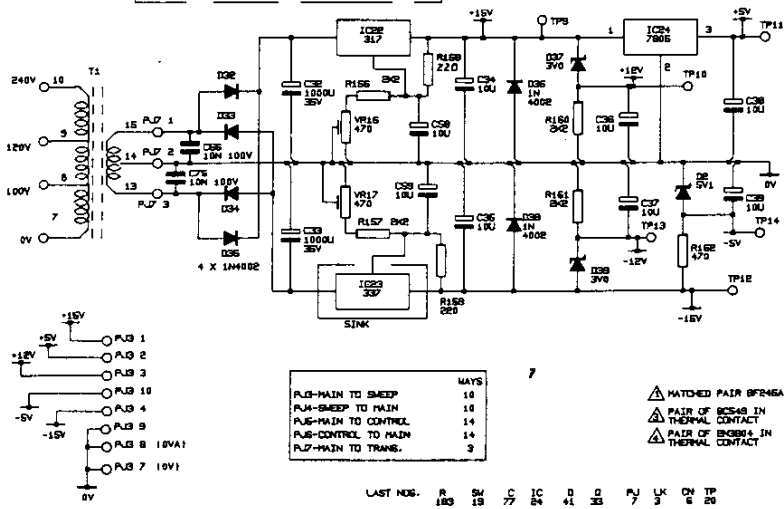 T1
240V 10
9
120V
8
100V
7
0V
15 PJ7 1
14 PJ7 2
13 PJ7 3
C66
10N 100V
C75
10N 100V
D32
D33
D34
D35
4 X 1N4002
C32
1000U
35V
C33
1000U
35V
IC22
317
R156
2K2
VR16
470
VR17
470
R157
2K2
IC23
337
SINK
R158
220
C58
10U
C59
10U
R159
220
+15V
C34
10U
C35
10U
D36
1N
4002
D38
1N
4002
TP9
D37
3V0
+12V
TP10
R160
2K2
C36
10U
R161
2K2
C37
10U
TP13
-12V
D39
3V0
1
IC24
7805
3
2
+5V
TP11
C38
10U
0V
D2
5V1
C39
10U
-5V
TP14
R162
470
TP12
-15V
+15V
PJ3 1
+5V
PJ3 2
+12V
PJ3 3
PJ3 10
-5V
PJ3 4
-15V
PJ3 9
PJ3 8 (0VA)
PJ3 7 (0V)
0V
WAYS
PJ3-MAIN TO SWEEP 10
PJ4-SWEEP TO MAIN 10
PJ5-MAIN TO CONTROL 14
PJ6-CONTROL TO MAIN 14
PJ7-MAIN TO TRANS. 3
7
1 MATCHED PAIR BF246A
3 PAIR OF BC549 IN
THERMAL CONTACT
4 PAIR OF 2N3904 IN
THERMAL CONTACT
LAST NOS. R SW C IC D Q PJ LK CN TP
183 19 77 24 41 33 7 3 6 20